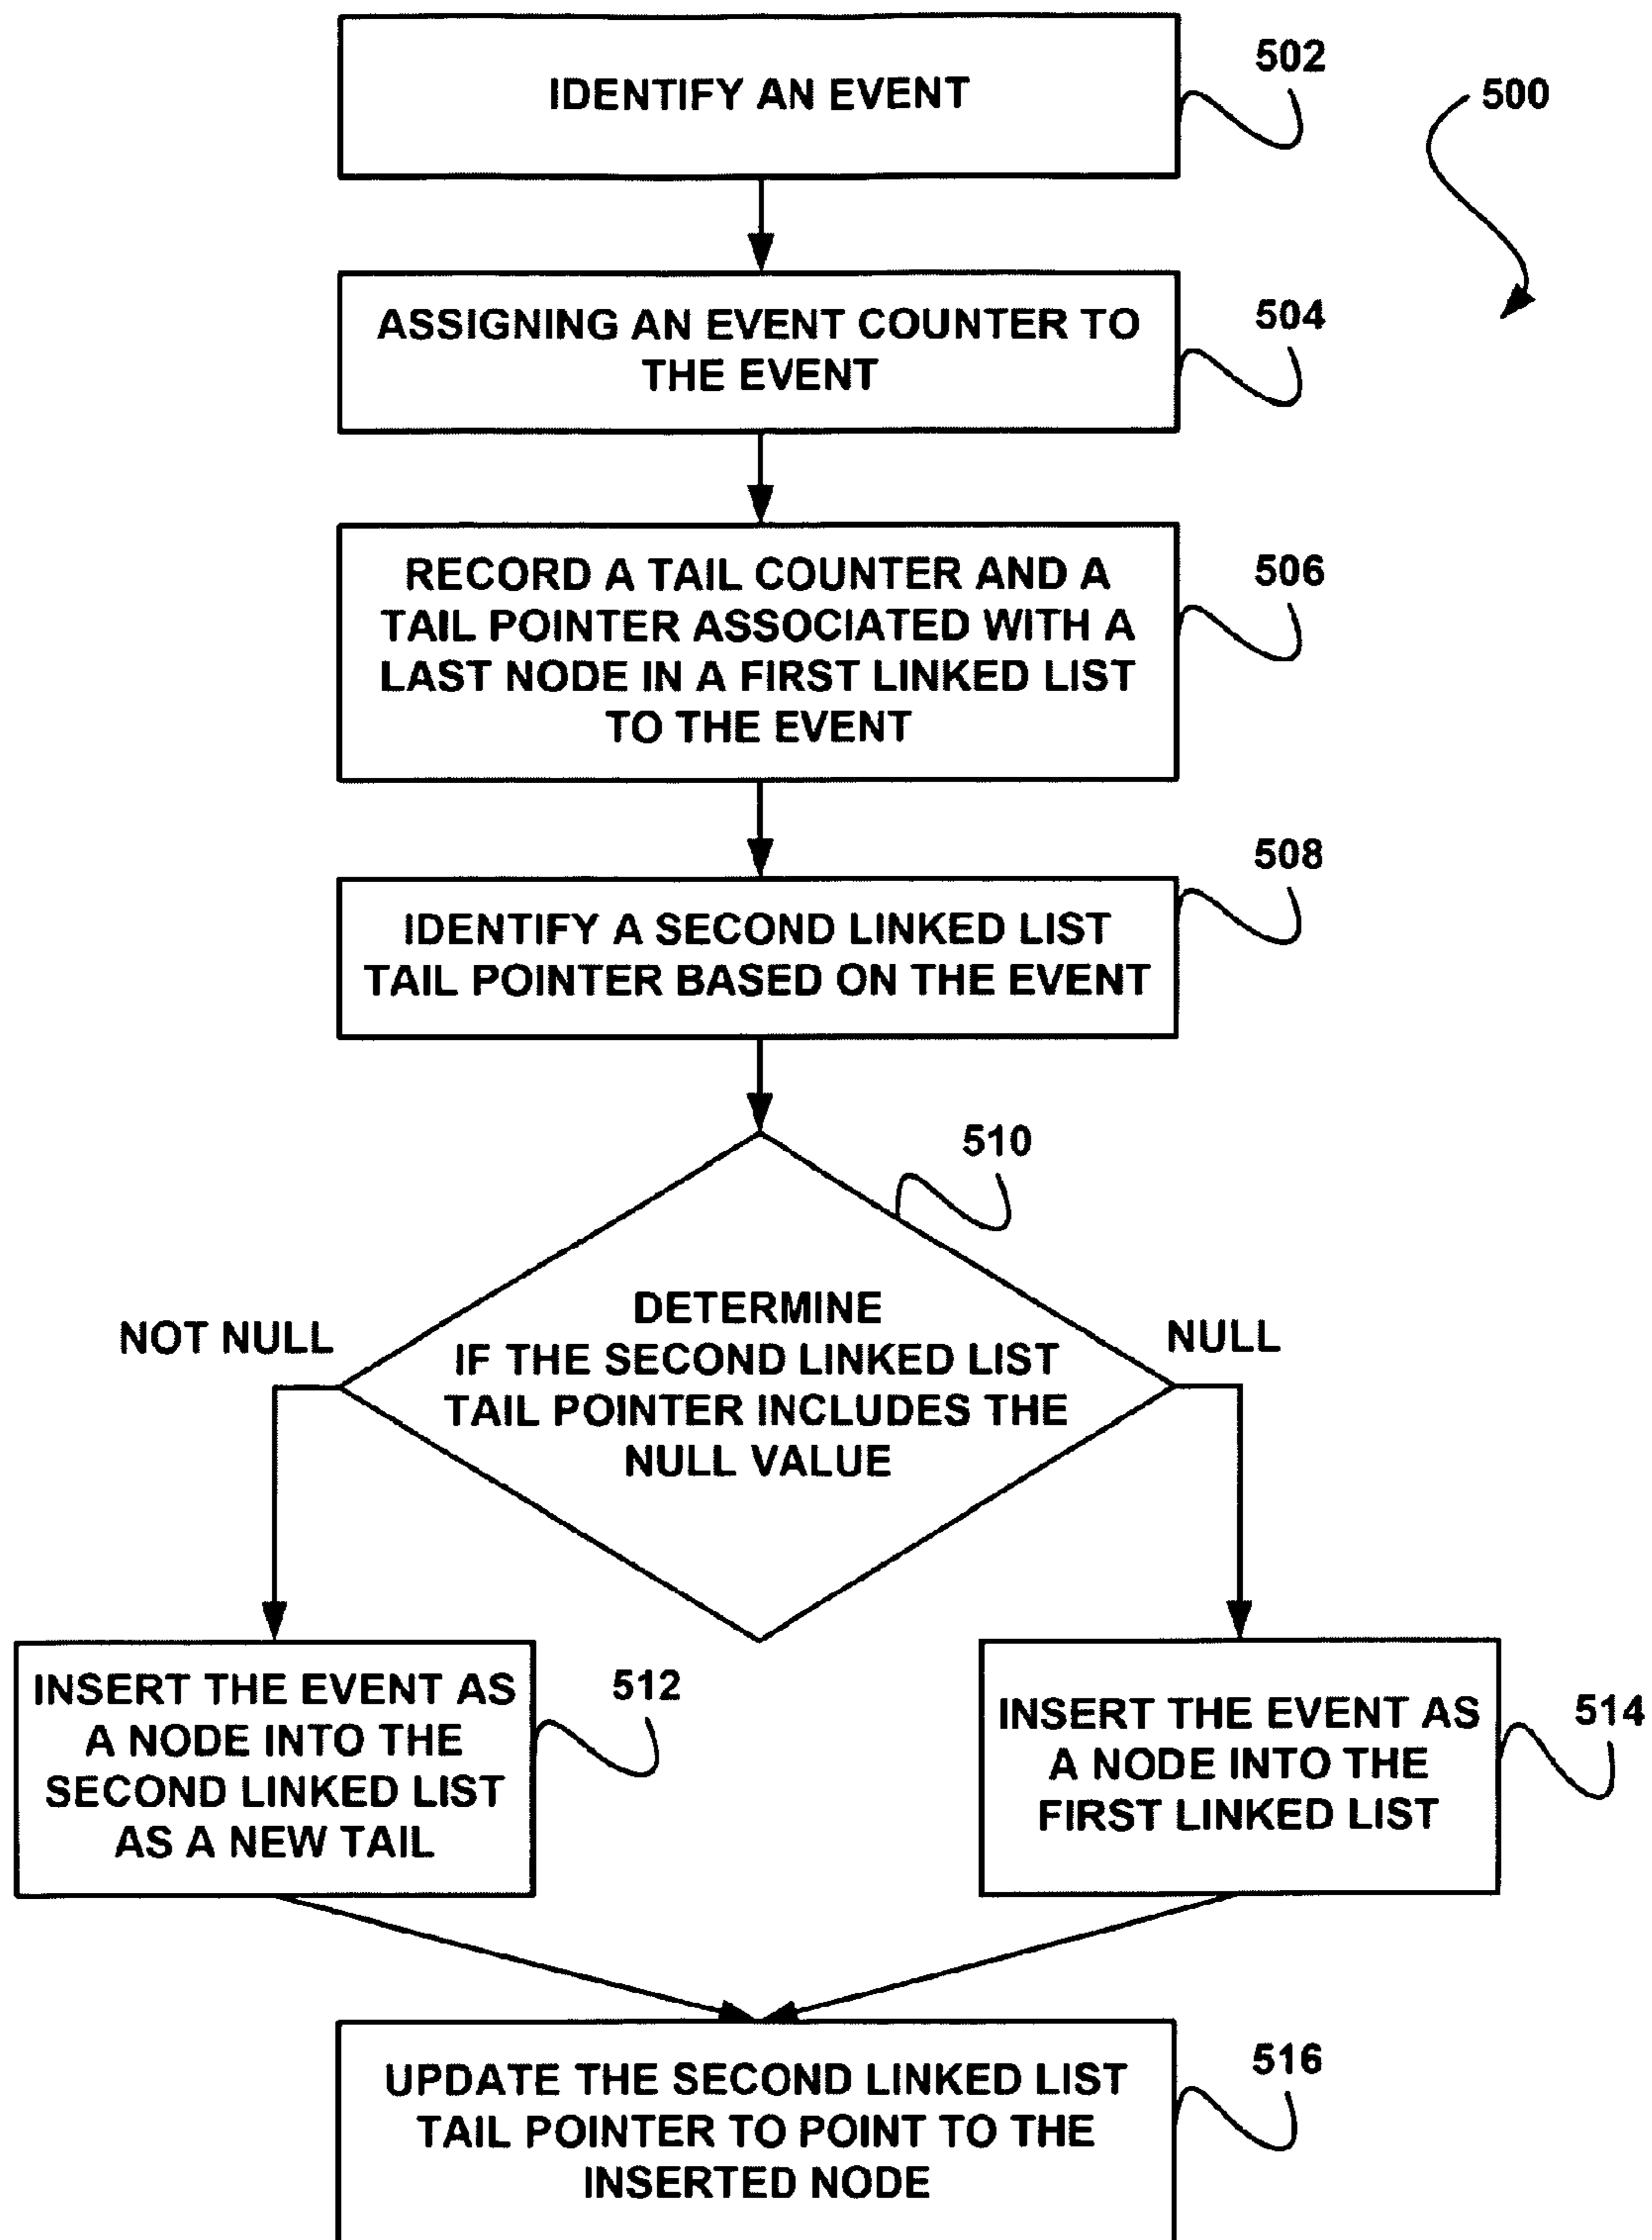 IDENTIFY AN EVENT
502
500
ASSIGNING AN EVENT COUNTER TO
THE EVENT
504
RECORD A TAIL COUNTER AND A
TAIL POINTER ASSOCIATED WITH A
LAST NODE IN A FIRST LINKED LIST
TO THE EVENT
506
IDENTIFY A SECOND LINKED LIST
TAIL POINTER BASED ON THE EVENT
508
510
DETERMINE
IF THE SECOND LINKED LIST
TAIL POINTER INCLUDES THE
NULL VALUE
NOT NULL
NULL
INSERT THE EVENT AS
A NODE INTO THE
SECOND LINKED LIST
AS A NEW TAIL
512
INSERT THE EVENT AS
A NODE INTO THE
FIRST LINKED LIST
514
UPDATE THE SECOND LINKED LIST
TAIL POINTER TO POINT TO THE
INSERTED NODE
516